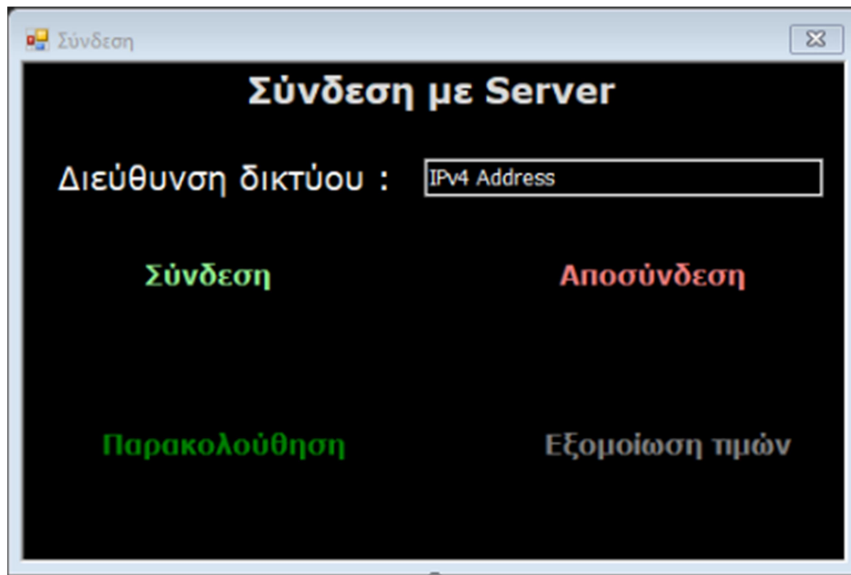 Σύνδεση
Σύνδεση με Server
Διεύθυνση δικτύου : IPv4 Address
Σύνδεση Αποσύνδεση
Παρακολούθηση Εξομοίωση τιμών